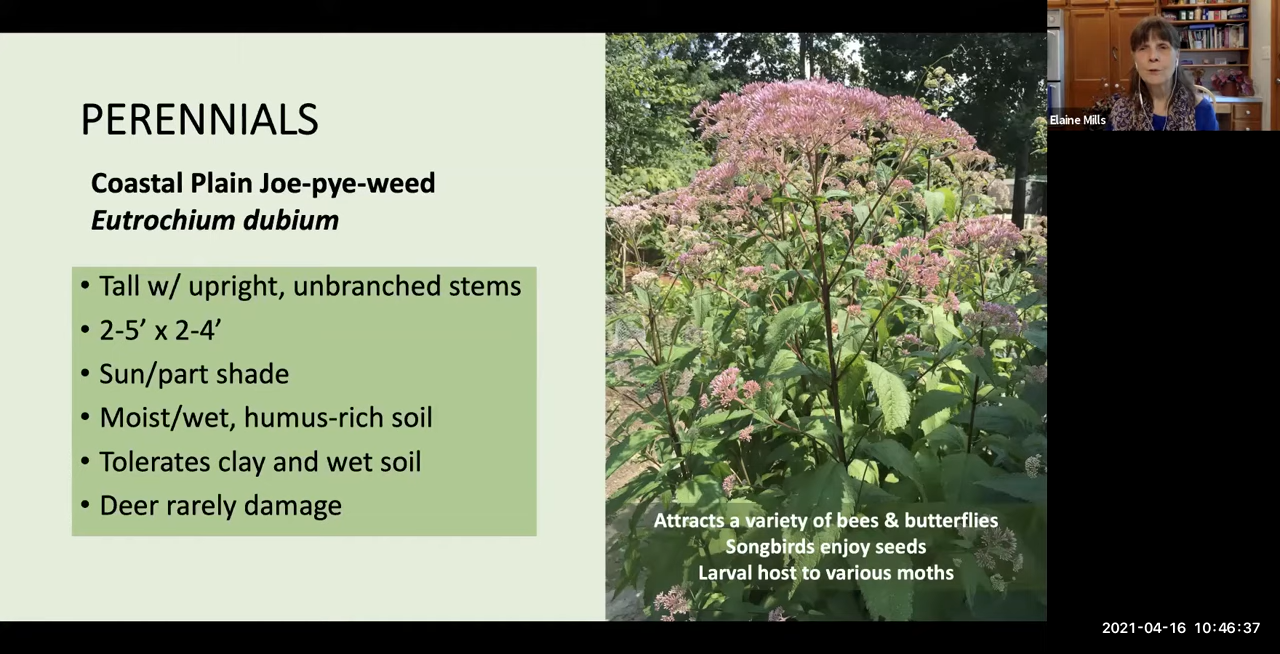 PERENNIALS
Coastal Plain Joe-pye-weed
Eutrochium dubium
• Tall w/ upright, unbranched stems
• 2-5’ x 2-4’
• Sun/part shade
• Moist/wet, humus-rich soil
• Tolerates clay and wet soil
• Deer rarely damage
Attracts a variety of bees & butterflies
Songbirds enjoy seeds
Larval host to various moths
Elaine Mills
2021-04-16 10:46:37